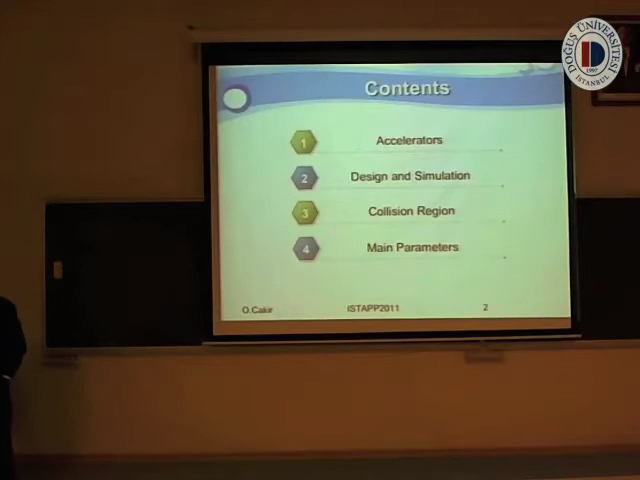 Contents
1 Accelerators
2 Design and Simulation
3 Collision Region
4 Main Parameters
O.Cakir ISTAPP2011 2
DOĞUŞ ÜNİVERSİTESİ
1997
İSTANBUL